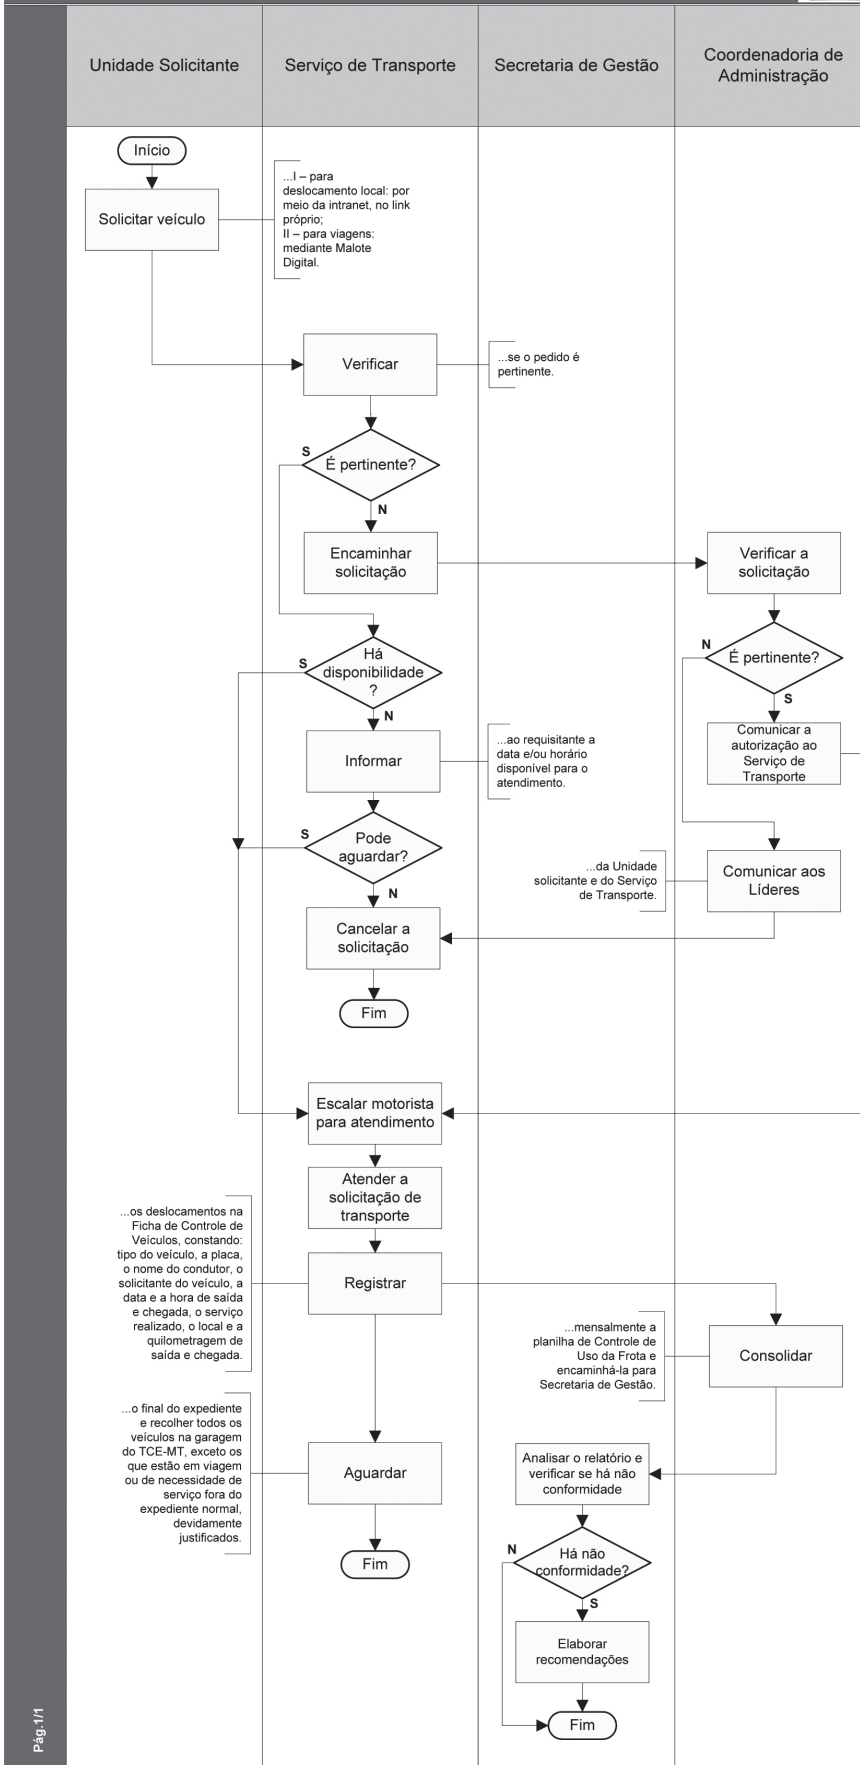 Unidade Solicitante
Serviço de Transporte
Secretaria de Gestão
Coordenadoria de
Administração
Início
Solicitar veículo
...I – para
deslocamento local: por
meio da intranet, no link
próprio;
II – para viagens:
mediante Malote
Digital.
Verificar
...se o pedido é
pertinente.
S
É pertinente?
N
Encaminhar
solicitação
Verificar a
solicitação
N
É pertinente?
S
Comunicar a
autorização ao
Serviço de
Transporte
S
Há
disponibilidade
?
N
Informar
...ao requisitante a
data e/ou horário
disponível para o
atendimento.
S
Pode
aguardar?
N
...da Unidade
solicitante e do Serviço
de Transporte.
Comunicar aos
Líderes
Cancelar a
solicitação
Fim
Escalar motorista
para atendimento
Atender a
solicitação de
transporte
...os deslocamentos na
Ficha de Controle de
Veículos, constando:
tipo do veículo, a placa,
o nome do condutor, o
solicitante do veículo, a
data e a hora de saída
e chegada, o serviço
realizado, o local e a
quilometragem de
saída e chegada.
Registrar
...mensalmente a
planilha de Controle de
Uso da Frota e
encaminhá-la para
Secretaria de Gestão.
Consolidar
...o final do expediente
e recolher todos os
veículos na garagem
do TCE-MT, exceto os
que estão em viagem
ou de necessidade de
serviço fora do
expediente normal,
devidamente
justificados.
Aguardar
Fim
Analisar o relatório e
verificar se há não
conformidade
N
Há não
conformidade?
S
Elaborar
recomendações
Fim
Pág.1/1